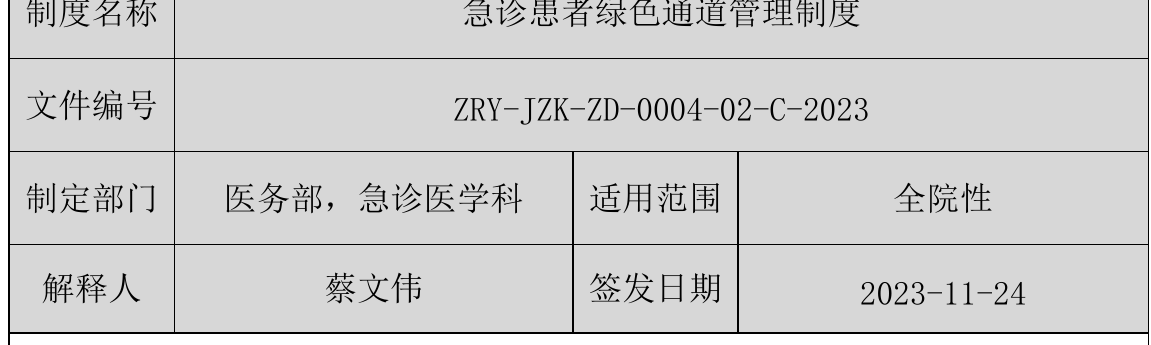 制度名称 急诊患者绿色通道管理制度
文件编号 ZRY-JZK-ZD-0004-02-C-2023
制定部门 医务部，急诊医学科 适用范围 全院性
解释人 蔡文伟 签发日期 2023-11-24